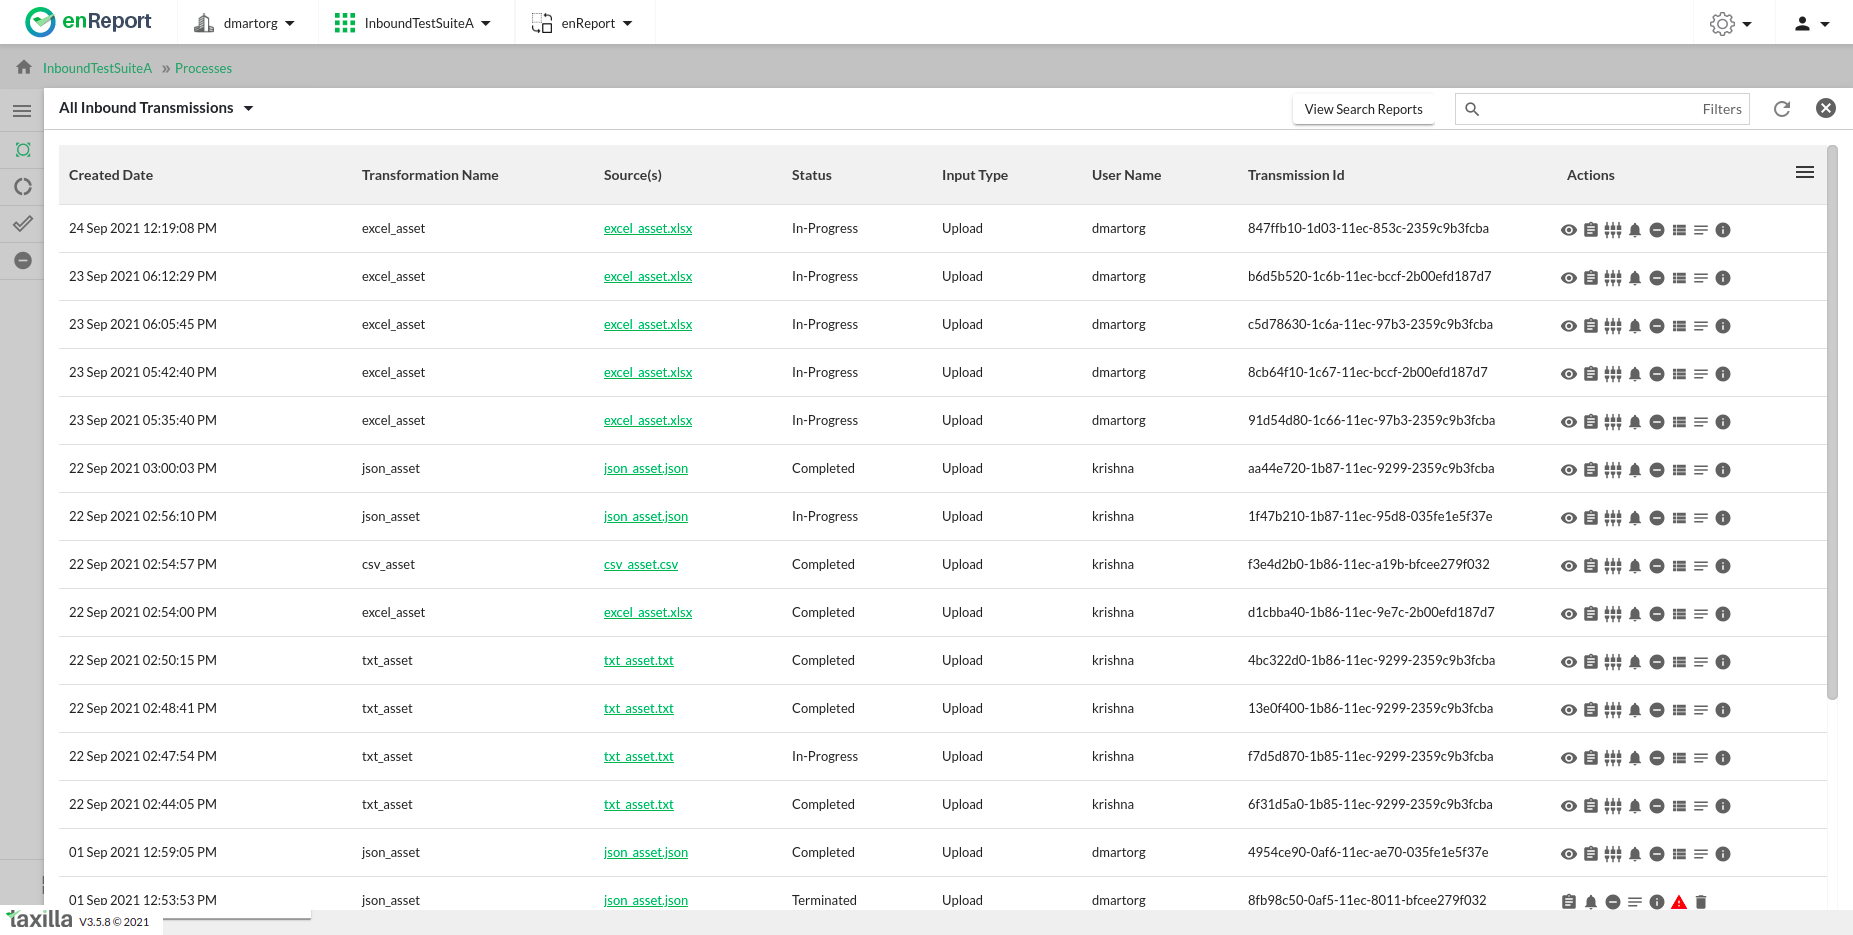 enReport dmartorg InboundTestSuiteA enReport
InboundTestSuiteA » Processes
All Inbound Transmissions View Search Reports Filters
Created Date Transformation Name Source(s) Status Input Type User Name Transmission Id Actions
24 Sep 2021 12:19:08 PM excel_asset excel_asset.xlsx In-Progress Upload dmartorg 847ffb10-1d03-11ec-853c-2359c9b3fcba
23 Sep 2021 06:12:29 PM excel_asset excel_asset.xlsx In-Progress Upload dmartorg b6d5b520-1c6b-11ec-bccf-2b00efd187d7
23 Sep 2021 06:05:45 PM excel_asset excel_asset.xlsx In-Progress Upload dmartorg c5d78630-1c6a-11ec-97b3-2359c9b3fcba
23 Sep 2021 05:42:40 PM excel_asset excel_asset.xlsx In-Progress Upload dmartorg 8cb64f10-1c67-11ec-bccf-2b00efd187d7
23 Sep 2021 05:35:40 PM excel_asset excel_asset.xlsx In-Progress Upload dmartorg 91d54d80-1c66-11ec-97b3-2359c9b3fcba
22 Sep 2021 03:00:03 PM json_asset json_asset.json Completed Upload krishna aa44e720-1b87-11ec-9299-2359c9b3fcba
22 Sep 2021 02:56:10 PM json_asset json_asset.json In-Progress Upload krishna 1f47b210-1b87-11ec-95d8-035fe1e5f37e
22 Sep 2021 02:54:57 PM csv_asset csv_asset.csv Completed Upload krishna f3e4d2b0-1b86-11ec-a19b-bfcee279f032
22 Sep 2021 02:54:00 PM excel_asset excel_asset.xlsx Completed Upload krishna d1cbba40-1b86-11ec-9e7c-2b00efd187d7
22 Sep 2021 02:50:15 PM txt_asset txt_asset.txt Completed Upload krishna 4bc322d0-1b86-11ec-9299-2359c9b3fcba
22 Sep 2021 02:48:41 PM txt_asset txt_asset.txt Completed Upload krishna 13e0f400-1b86-11ec-9299-2359c9b3fcba
22 Sep 2021 02:47:54 PM txt_asset txt_asset.txt In-Progress Upload krishna f7d5d870-1b85-11ec-9299-2359c9b3fcba
22 Sep 2021 02:44:05 PM txt_asset txt_asset.txt Completed Upload krishna 6f31d5a0-1b85-11ec-9299-2359c9b3fcba
01 Sep 2021 12:59:05 PM json_asset json_asset.json Completed Upload dmartorg 4954ce90-0af6-11ec-ae70-035fe1e5f37e
01 Sep 2021 12:53:53 PM json_asset json_asset.json Terminated Upload dmartorg 8fb98c50-0af5-11ec-8011-bfcee279f032
taxilla V3.5.8 © 2021